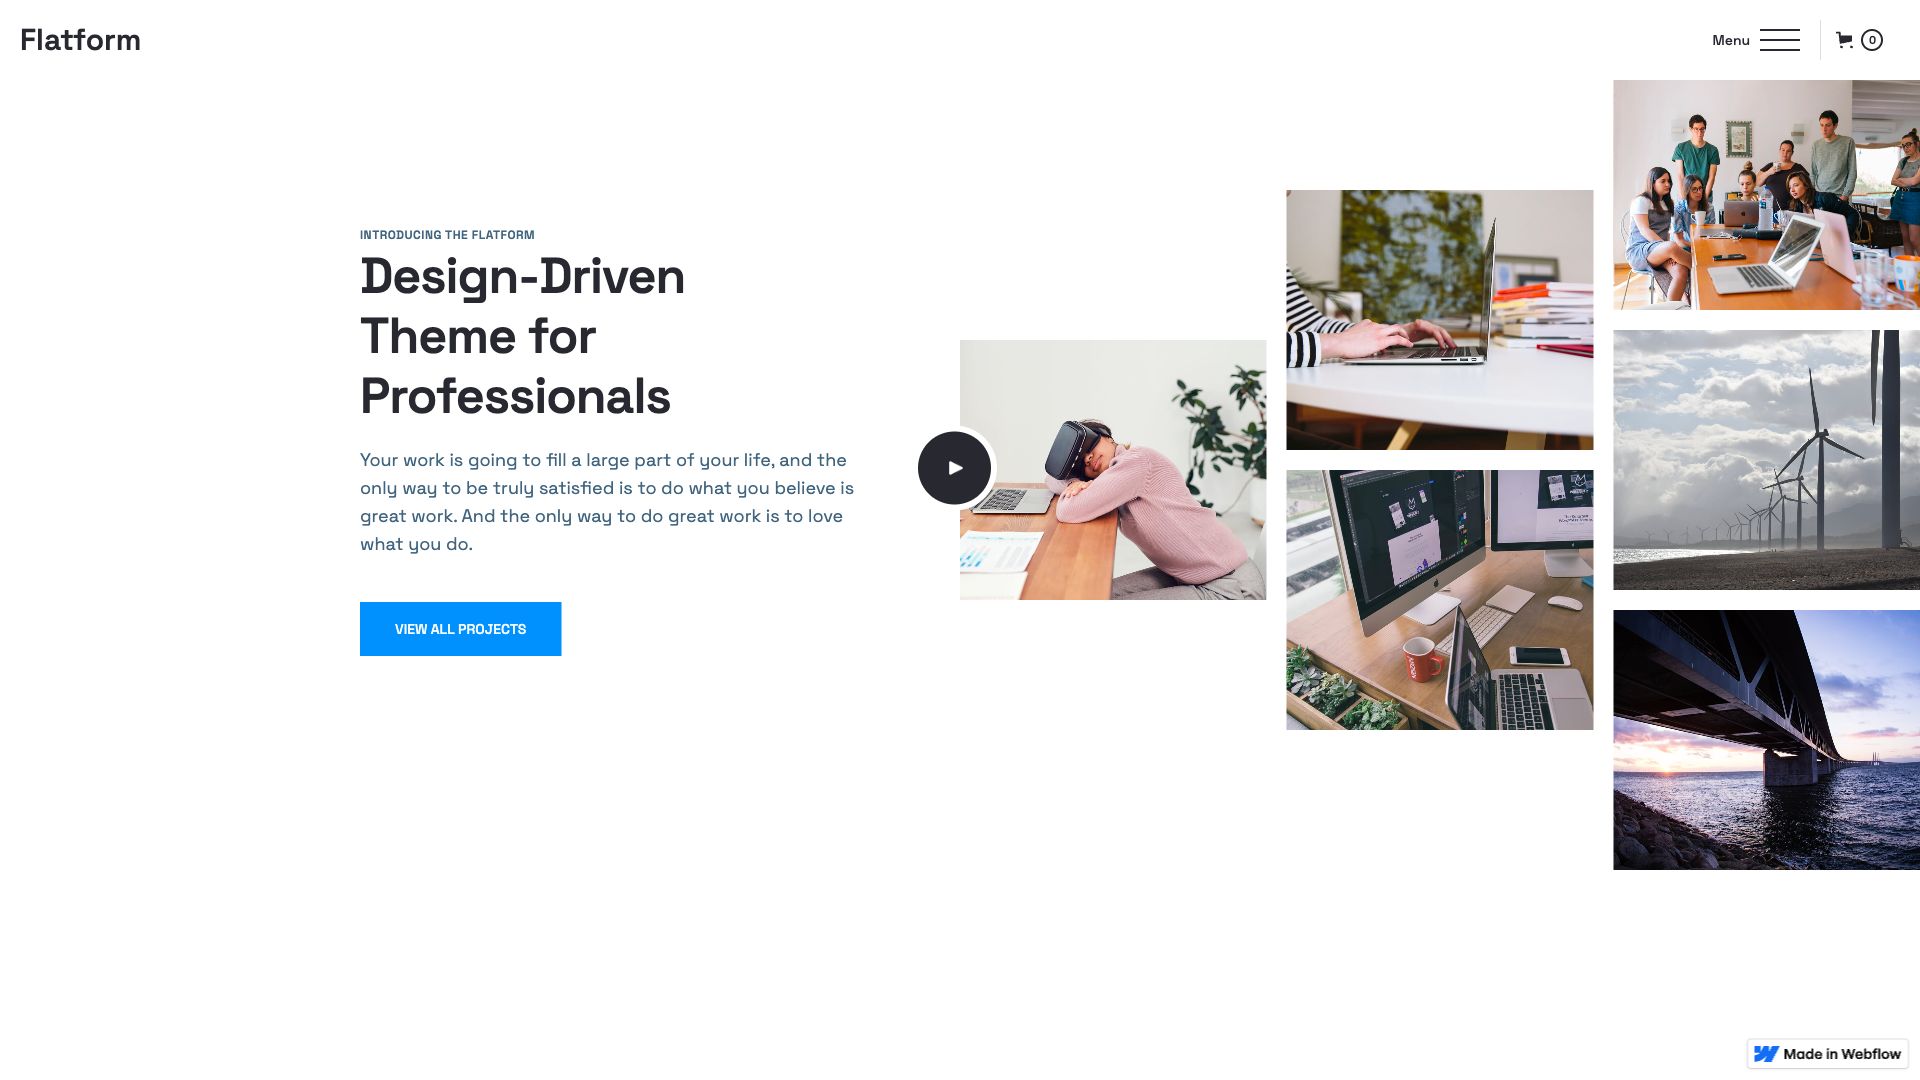 Flatform
Menu
0
INTRODUCING THE FLATFORM
Design-Driven
Theme for
Professionals
Your work is going to fill a large part of your life, and the
only way to be truly satisfied is to do what you believe is
great work. And the only way to do great work is to love
what you do.
VIEW ALL PROJECTS
Made in Webflow